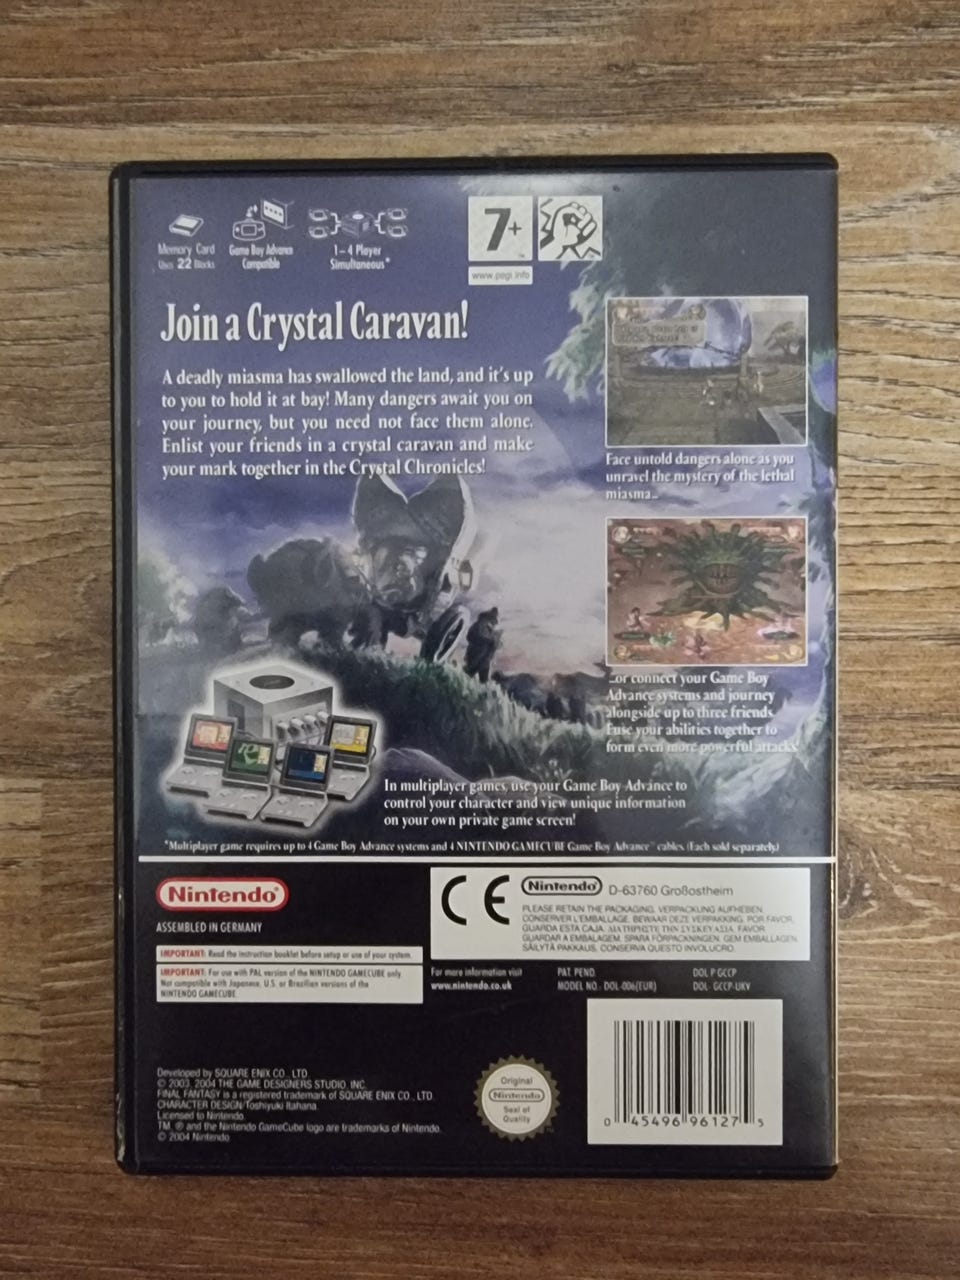 Memory Card
Uses 22 Blocks
Game Boy Advance
Compatible
1-4 Player
Simultaneous*
7+
www.pegi.info
Join a Crystal Caravan!
A deadly miasma has swallowed the land, and it's up
to you to hold it at bay! Many dangers await you on
your journey, but you need not face them alone.
Enlist your friends in a crystal caravan and make
your mark together in the Crystal Chronicles!
Face untold dangers alone as you
unravel the mystery of the lethal
miasma...
...or connect your Game Boy
Advance systems and journey
alongside up to three friends.
Fuse your abilities together to
form even more powerful attacks!
In multiplayer games, use your Game Boy Advance to
control your character and view unique information
on your own private game screen!
*Multiplayer game requires up to 4 Game Boy Advance systems and 4 NINTENDO GAMECUBE Game Boy Advance™ cables (Each sold separately)
Nintendo®
ASSEMBLED IN GERMANY
IMPORTANT: Read the instruction booklet before setup or use of your system.
IMPORTANT: For use with PAL version of the NINTENDO GAMECUBE only.
Not compatible with Japanese, U.S. or Brazilian versions of the
NINTENDO GAMECUBE.
CE
Nintendo® D-63760 Großostheim
PLEASE RETAIN THE PACKAGING. VERPACKUNG AUFHEBEN.
CONSERVER L'EMBALLAGE. BEWAAR DEZE VERPAKKING. POR FAVOR,
GUARDA ESTA CAJA. ΔΙΑΤΗΡΗΣΤΕ ΤΗΝ ΣΥΣΚΕΥΑΣΙΑ. FAVOR
GUARDAR A EMBALAGEM. SPARA FÖRPACKNINGEN. GEM EMBALLAGEN.
SÄILYTÄ PAKKAUS. CONSERVA QUESTO INVOLUCRO.
For more information visit
www.nintendo.co.uk
PAT. PEND.
MODEL NO.: DOL-006(EUR)
DOL P GCCP
DOL-GCCP-UKV
Developed by SQUARE ENIX CO., LTD.
© 2003, 2004 THE GAME DESIGNERS STUDIO, INC.
FINAL FANTASY is a registered trademark of SQUARE ENIX CO., LTD.
CHARACTER DESIGN:Toshiyuki Itahana.
Licensed to Nintendo.
TM, ® and the Nintendo GameCube logo are trademarks of Nintendo.
© 2004 Nintendo.
Original
Nintendo
Seal of
Quality
0 45496 96127 5